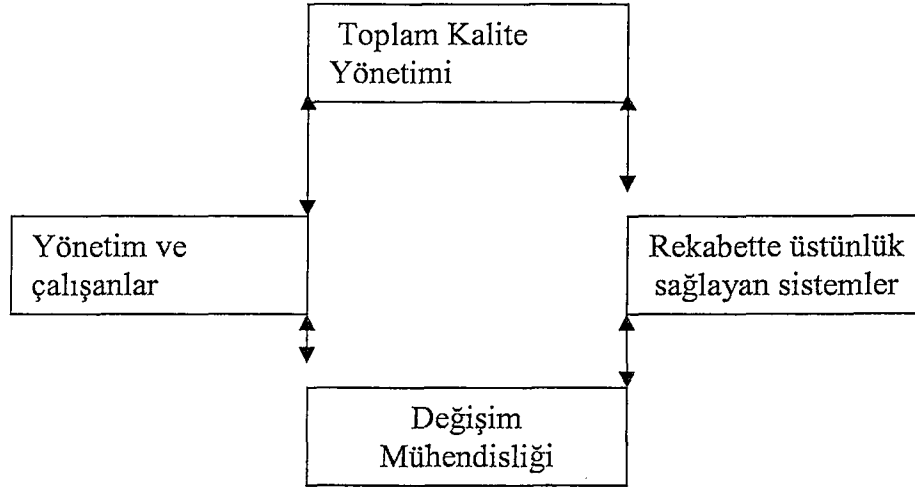 Toplam Kalite
Yönetimi
Yönetim ve
çalışanlar
Rekabette üstünlük
sağlayan sistemler
Değişim
Mühendisliği